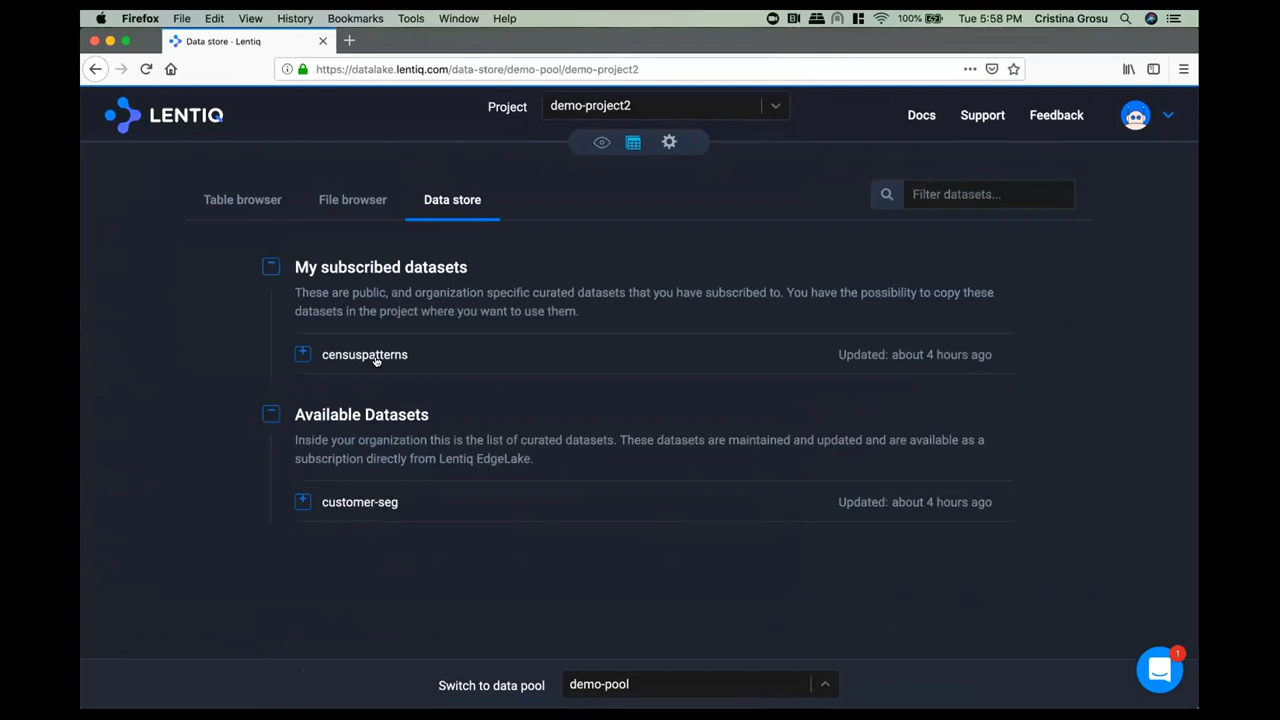 Firefox File Edit View History Bookmarks Tools Window Help 100% Tue 5:58 PM Cristina Grosu
Data store · Lentiq
https://datalake.lentiq.com/data-store/demo-pool/demo-project2
LENTIQ Project demo-project2 Docs Support Feedback
Table browser File browser Data store Filter datasets...
My subscribed datasets
These are public, and organization specific curated datasets that you have subscribed to. You have the possibility to copy these
datasets in the project where you want to use them.
censuspatterns Updated: about 4 hours ago
Available Datasets
Inside your organization this is the list of curated datasets. These datasets are maintained and updated and are available as a
subscription directly from Lentiq EdgeLake.
customer-seg Updated: about 4 hours ago
1
Switch to data pool demo-pool